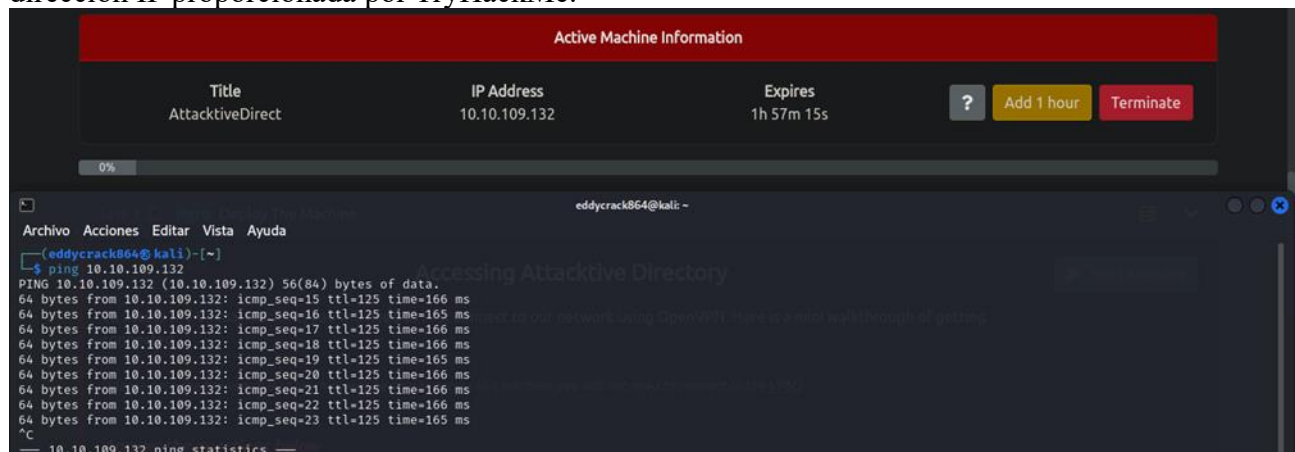 dirección IP proporcionada por TryHackMe.
Active Machine Information
Title
AttacktiveDirect
IP Address
10.10.109.132
Expires
1h 57m 15s
?
Add 1 hour
Terminate
0%
eddycrack864@kali: ~
Archivo Acciones Editar Vista Ayuda
Accessing Attacktive Directory
(eddycrack864㉿kali)-[~]
$ ping 10.10.109.132
PING 10.10.109.132 (10.10.109.132) 56(84) bytes of data.
64 bytes from 10.10.109.132: icmp_seq=15 ttl=125 time=166 ms
64 bytes from 10.10.109.132: icmp_seq=16 ttl=125 time=165 ms
64 bytes from 10.10.109.132: icmp_seq=17 ttl=125 time=166 ms
64 bytes from 10.10.109.132: icmp_seq=18 ttl=125 time=166 ms
64 bytes from 10.10.109.132: icmp_seq=19 ttl=125 time=165 ms
64 bytes from 10.10.109.132: icmp_seq=20 ttl=125 time=166 ms
64 bytes from 10.10.109.132: icmp_seq=21 ttl=125 time=166 ms
64 bytes from 10.10.109.132: icmp_seq=22 ttl=125 time=166 ms
64 bytes from 10.10.109.132: icmp_seq=23 ttl=125 time=165 ms
^C
— 10.10.109.132 ping statistics —